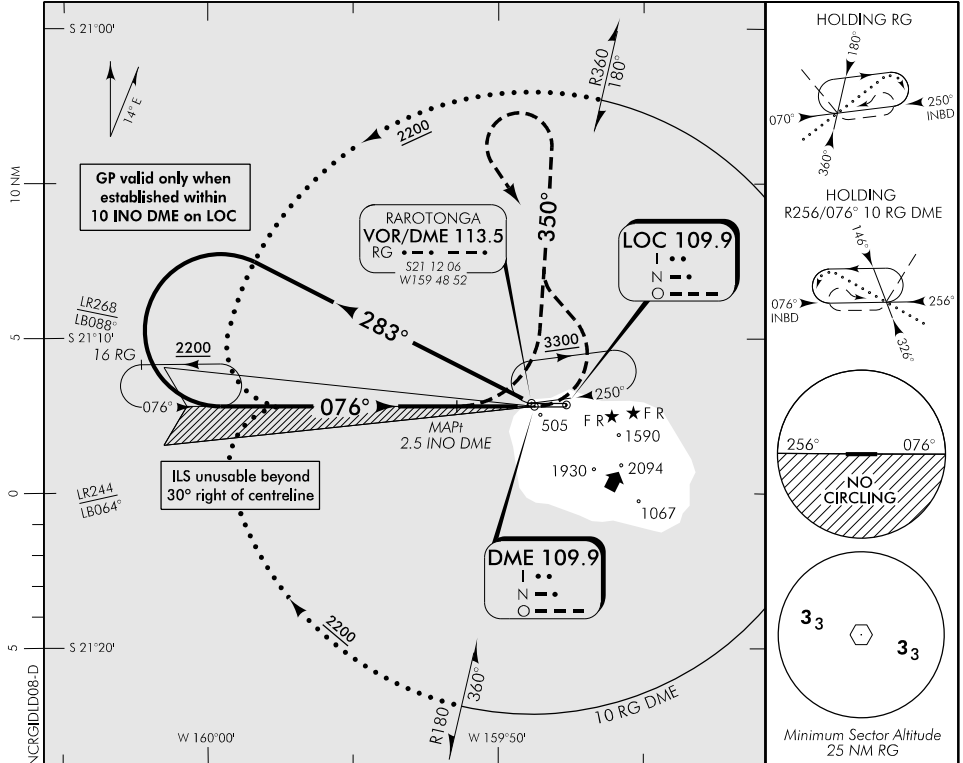 S 21°00'
14° E
R360
180°
2200
10 NM
GP valid only when
established within
10 INO DME on LOC
RAROTONGA
VOR/DME 113.5
RG
S21 12 06
W159 48 52
350°
LOC 109.9
I
N
O
LR268
LB088°
S 21°10'
5
16 RG
2200
283°
3300
250°
076°
076°
MAPt
2.5 INO DME
505
F R
F R
1590
1930
2094
1067
ILS unusable beyond
30° right of centreline
0
LR244
LB064°
DME 109.9
I
N
O
2200
5
S 21°20'
R180
360°
10 RG DME
W 160°00'
W 159°50'
NCRGIDLD08-D
HOLDING RG
180°
070°
250°
INBD
360°
HOLDING
R256/076° 10 RG DME
146°
076°
INBD
256°
326°
256°
076°
NO
CIRCLING
33
33
Minimum Sector Altitude
25 NM RG